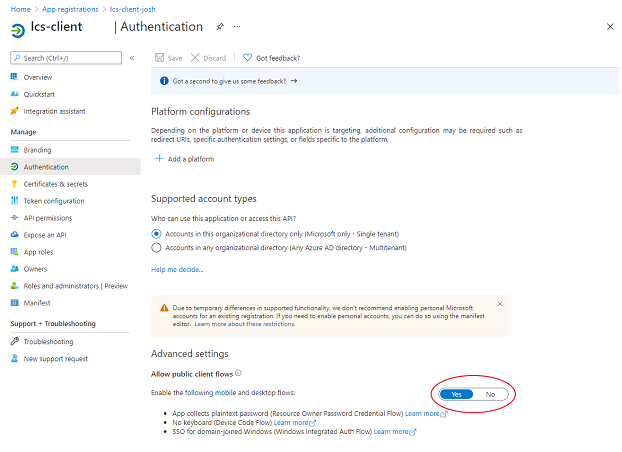 Home > App registrations > lcs-client-josh
lcs-client | Authentication
Search (Ctrl+/)
Save Discard Got feedback?
Overview
Quickstart
Integration assistant
Manage
Branding
Authentication
Certificates & secrets
Token configuration
API permissions
Expose an API
App roles
Owners
Roles and administrators | Preview
Manifest
Support + Troubleshooting
Troubleshooting
New support request
Got a second to give us some feedback?
Platform configurations
Depending on the platform or device this application is targeting, additional configuration may be required such as
redirect URIs, specific authentication settings, or fields specific to the platform.
Add a platform
Supported account types
Who can use this application or access this API?
Accounts in this organizational directory only (Microsoft only - Single tenant)
Accounts in any organizational directory (Any Azure AD directory - Multitenant)
Help me decide...
Due to temporary differences in supported functionality, we don't recommend enabling personal Microsoft
accounts for an existing registration. If you need to enable personal accounts, you can do so using the manifest
editor. Learn more about these restrictions.
Advanced settings
Allow public client flows
Enable the following mobile and desktop flows:
Yes No
• App collects plaintext password (Resource Owner Password Credential Flow) Learn more
• No keyboard (Device Code Flow) Learn more
• SSO for domain-joined Windows (Windows Integrated Auth Flow) Learn more